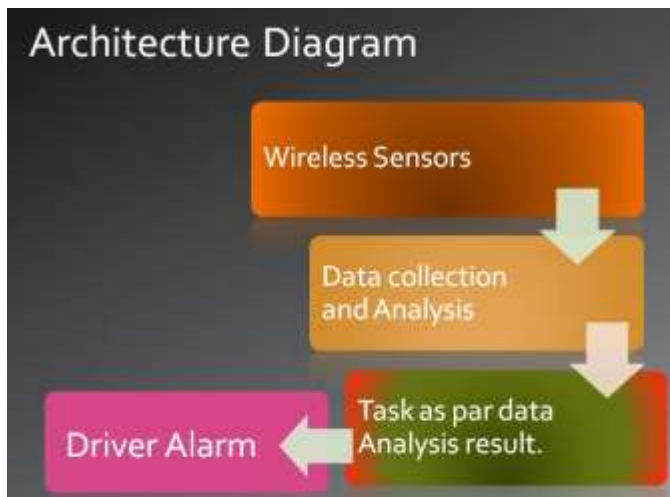 Architecture Diagram
Wireless Sensors
Data collection
and Analysis
Task as par data
Analysis result.
Driver Alarm